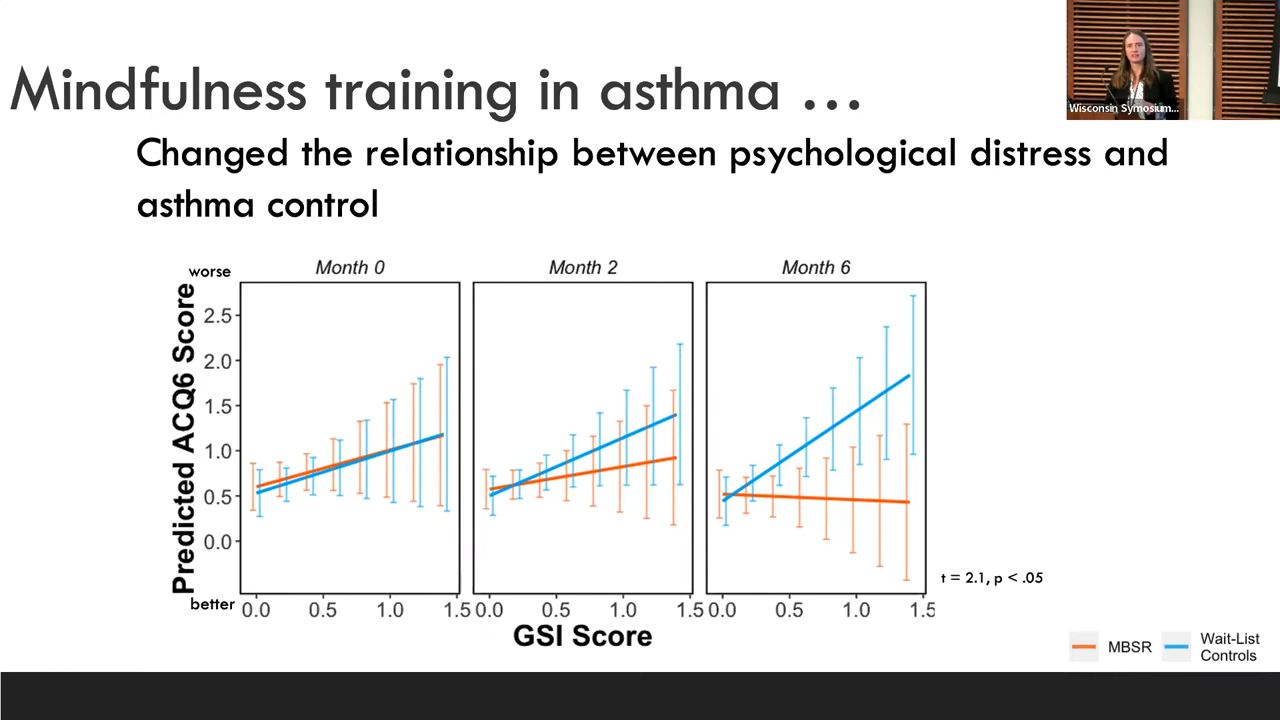 Mindfulness training in asthma …
Wisconsin Symosium...
Changed the relationship between psychological distress and
asthma control
worse
Month 0
Month 2
Month 6
Predicted ACQ6 Score
2.5
2.0
1.5
1.0
0.5
0.0
better
0.0 0.5 1.0 1.5
0.0 0.5 1.0 1.5
0.0 0.5 1.0 1.5
GSI Score
t = 2.1, p < .05
MBSR
Wait-List
Controls